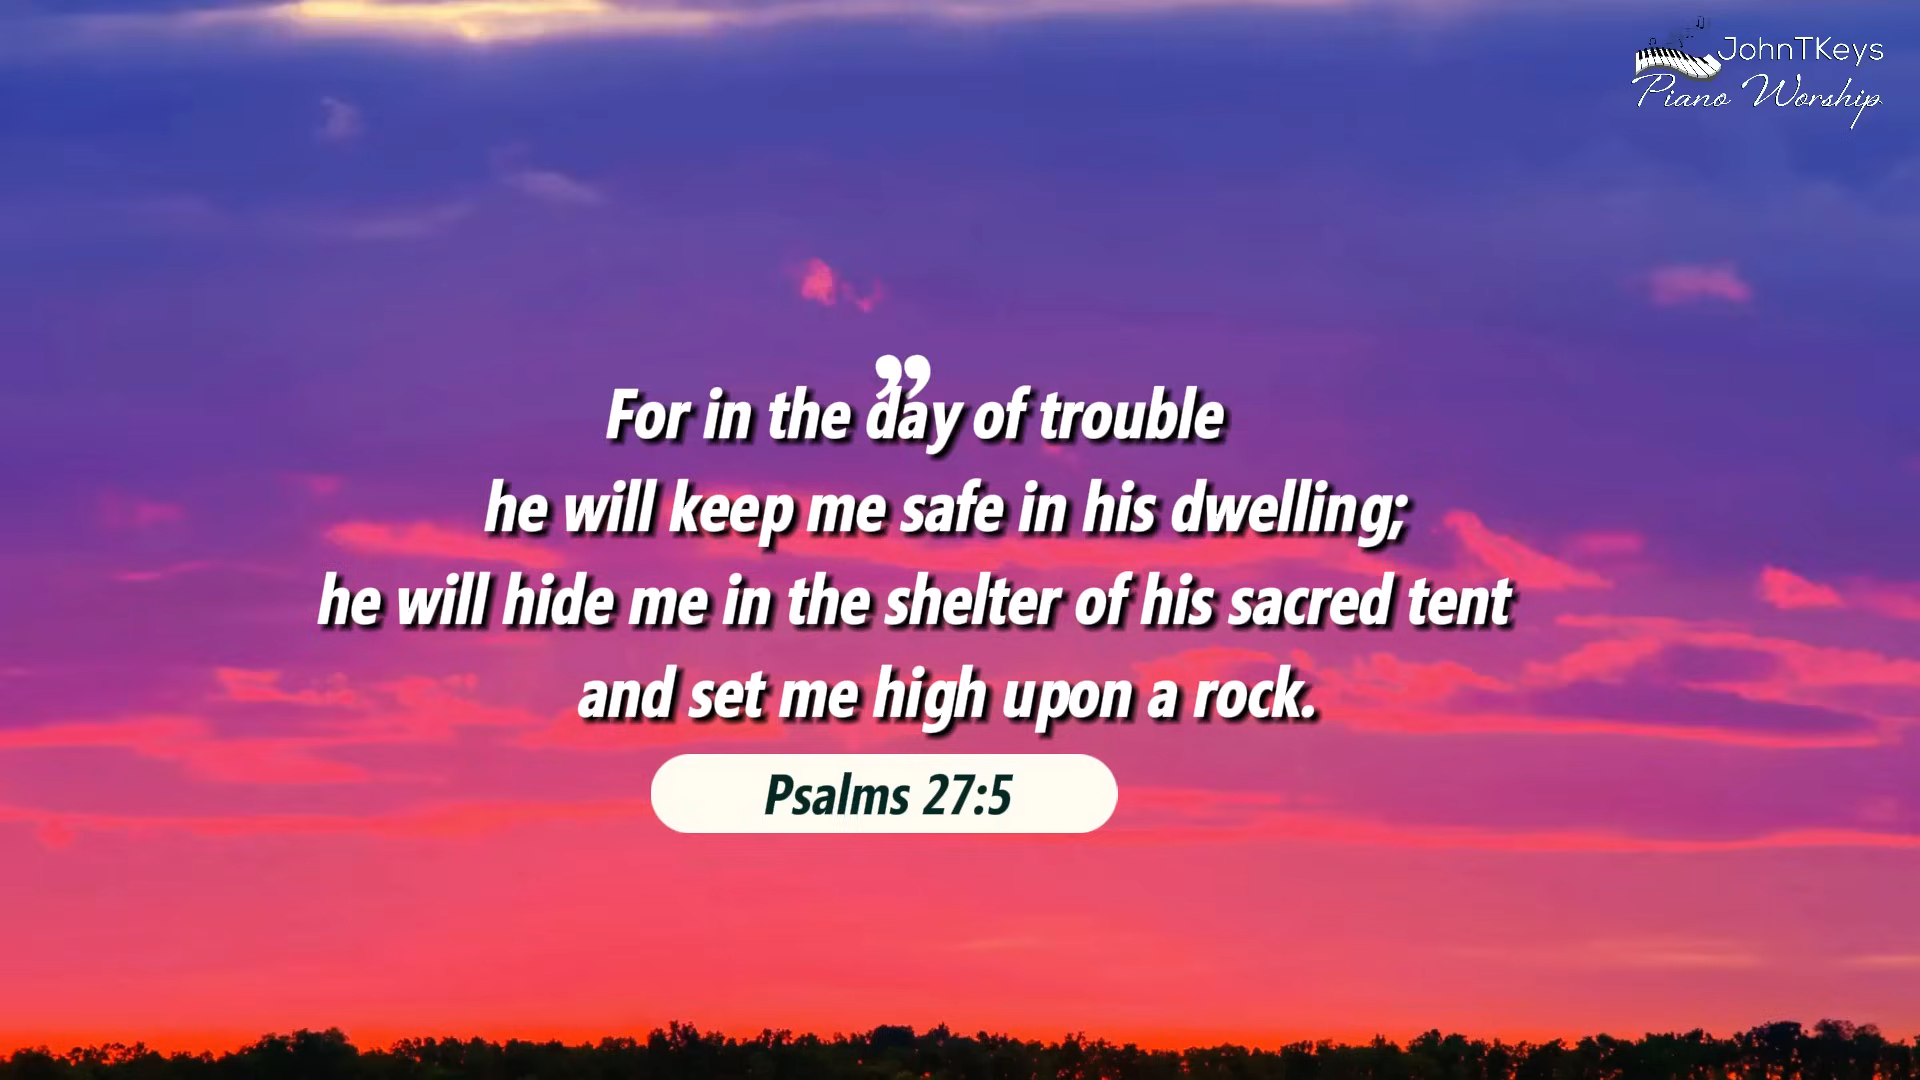 JohnTKeys
Piano Worship
”
For in the day of trouble
he will keep me safe in his dwelling;
he will hide me in the shelter of his sacred tent
and set me high upon a rock.
Psalms 27:5